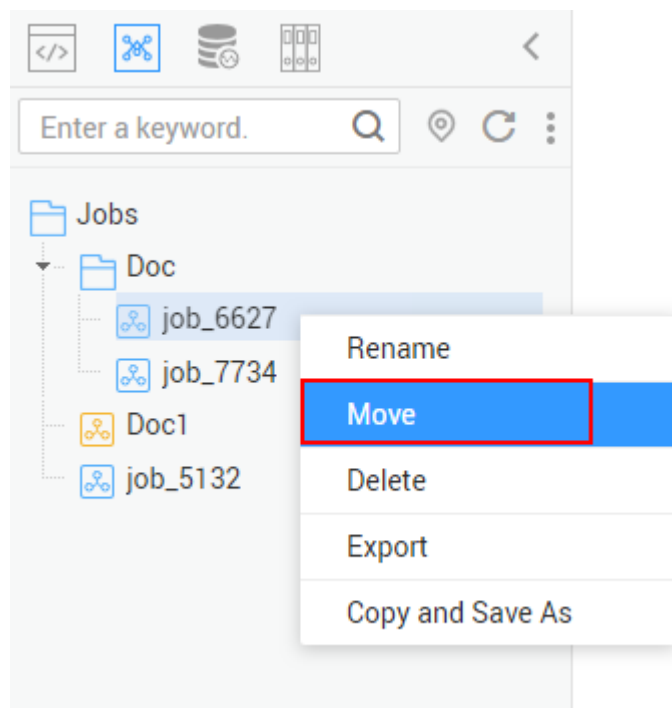 </>
Enter a keyword.
Jobs
Doc
job_6627
job_7734
Doc1
job_5132
Rename
Move
Delete
Export
Copy and Save As